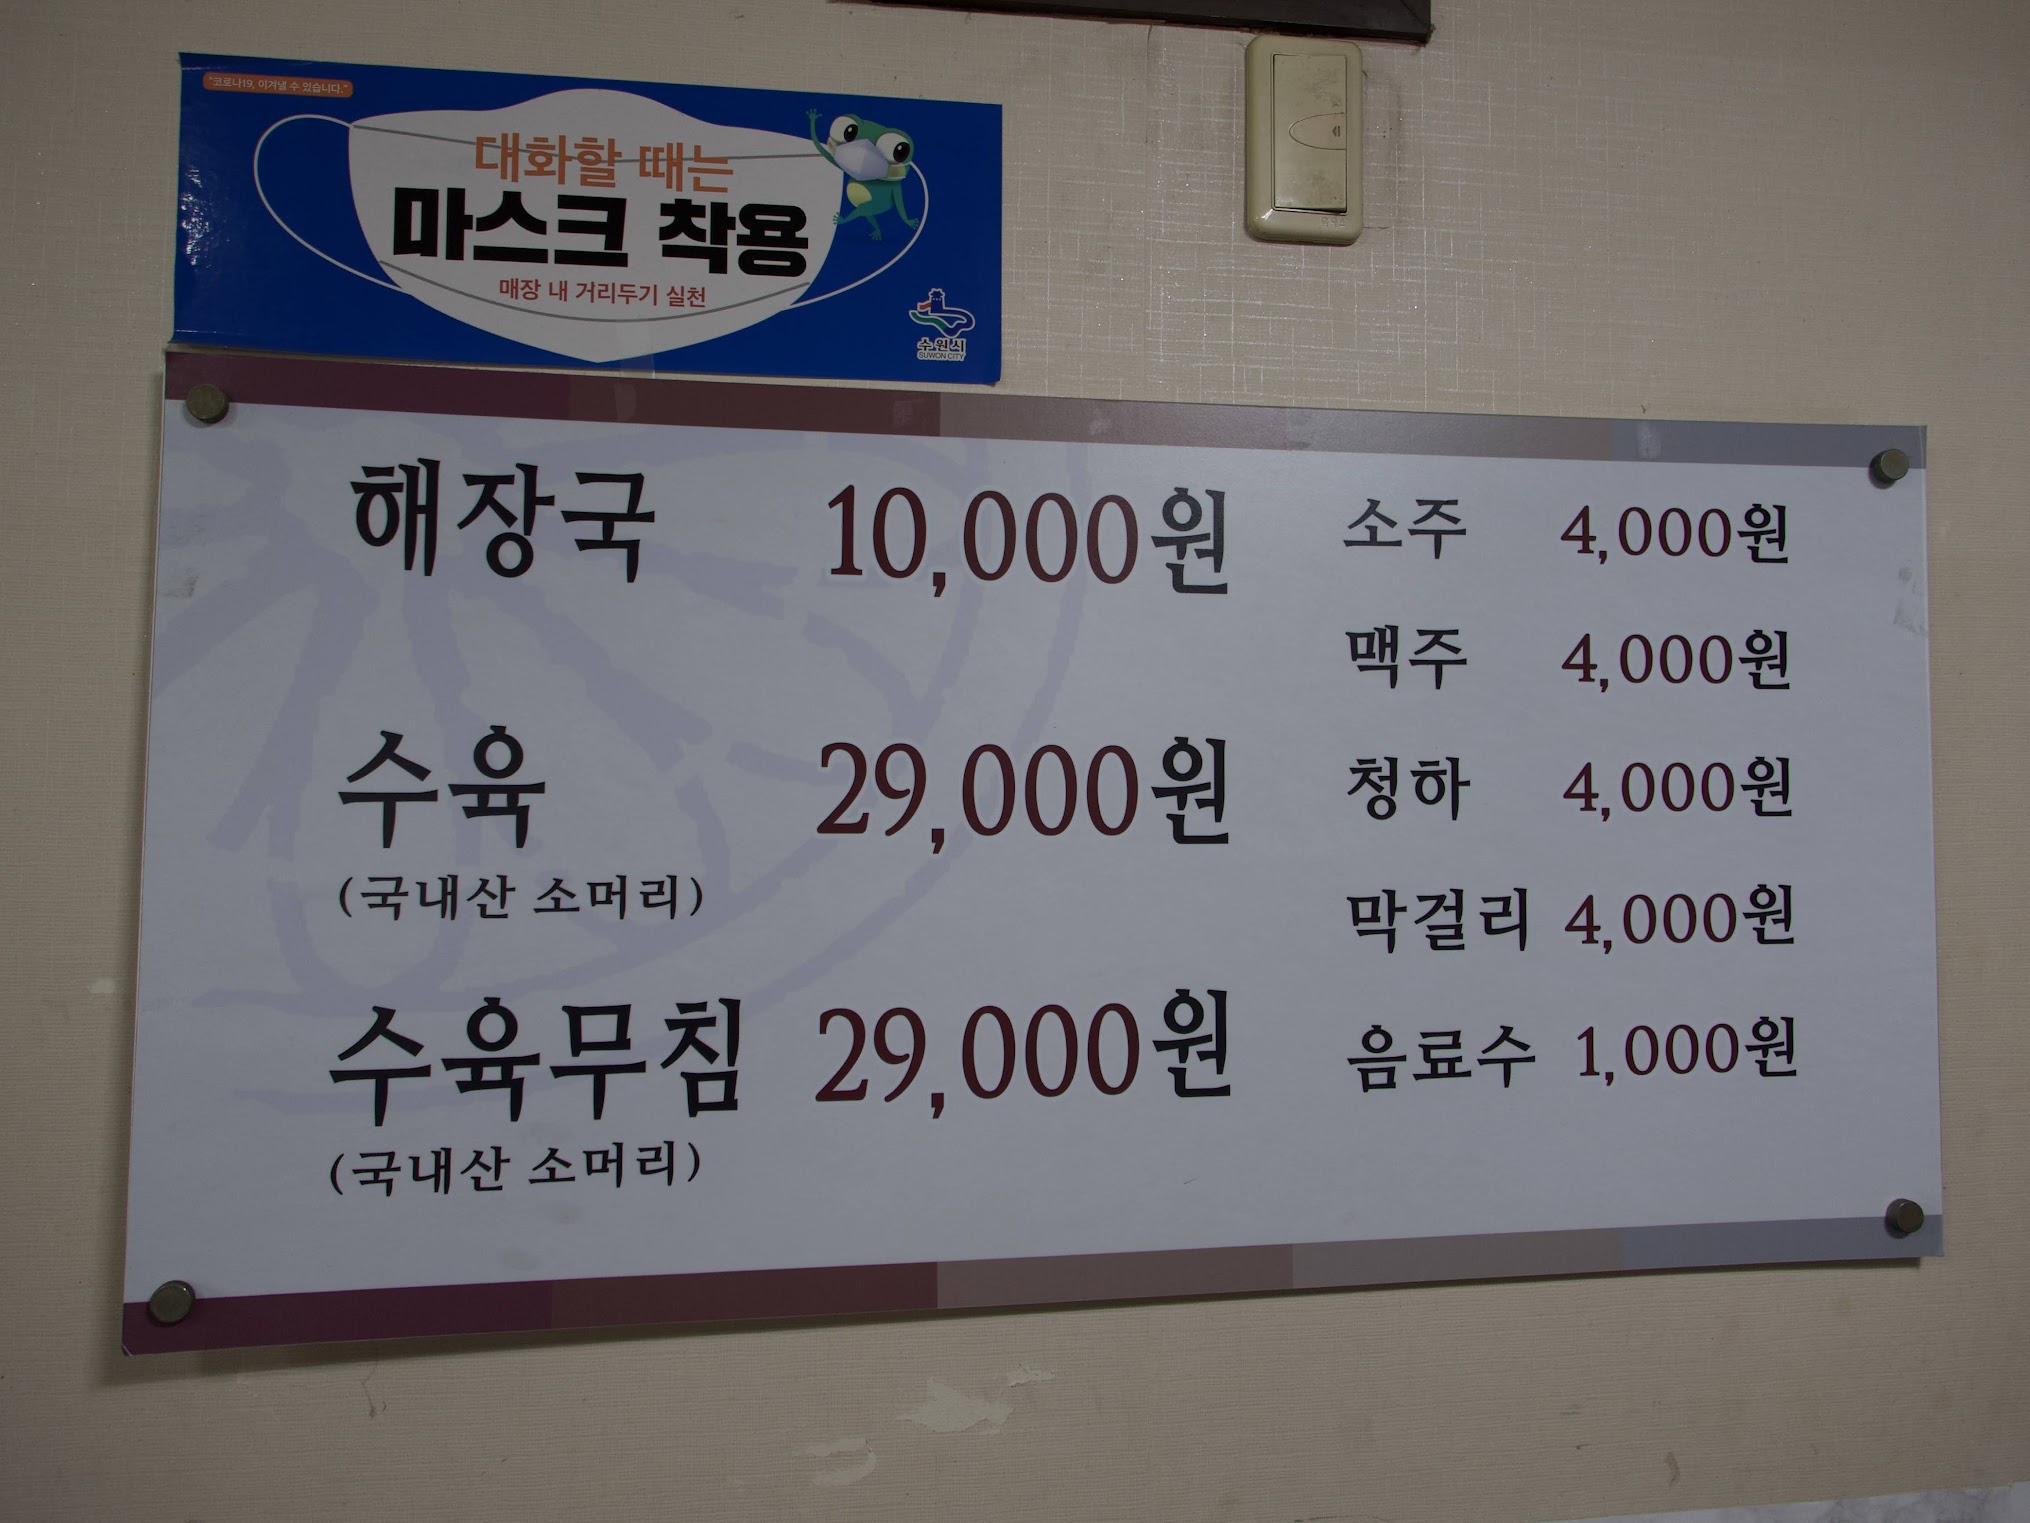 "코로나19, 이겨낼 수 있습니다."
대화할 때는
마스크 착용
매장 내 거리두기 실천
수원시
SUWON CITY
해장국 10,000원
수육 29,000원
(국내산 소머리)
수육무침 29,000원
(국내산 소머리)
소주 4,000원
맥주 4,000원
청하 4,000원
막걸리 4,000원
음료수 1,000원